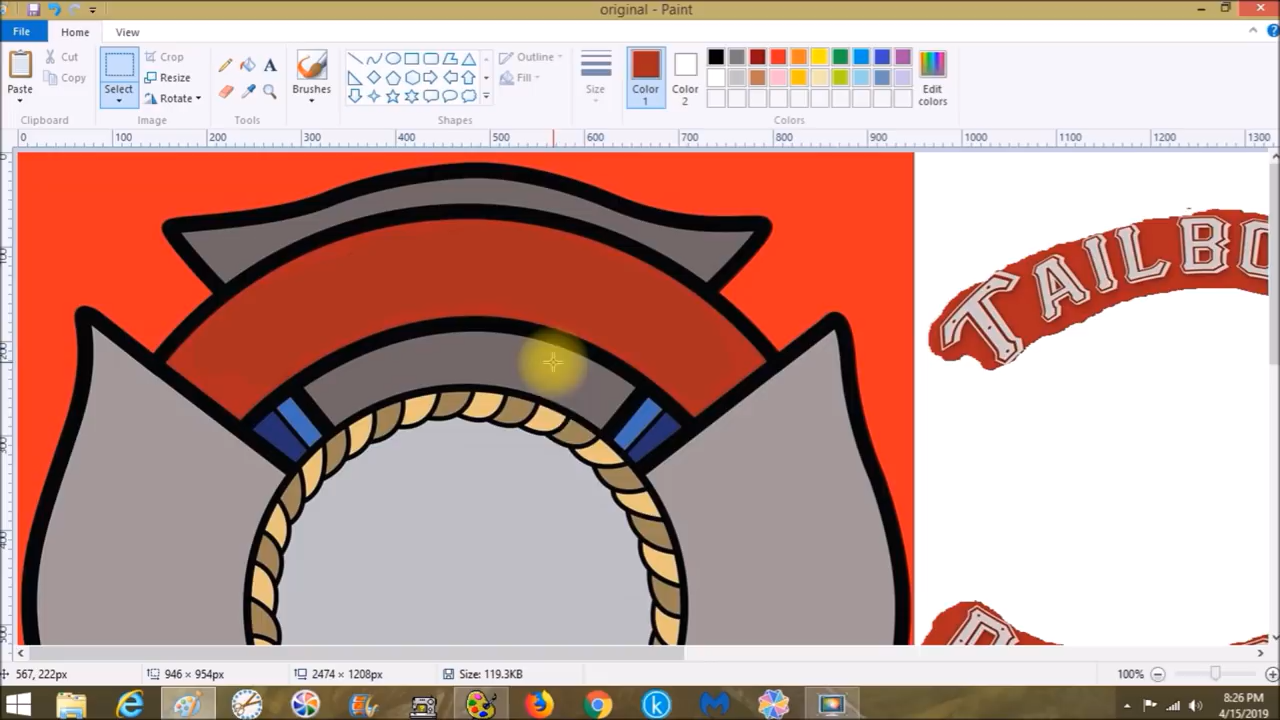 original - Paint
File
Home
View
Paste
Cut
Copy
Clipboard
Select
Crop
Resize
Rotate
Image
A
Tools
Brushes
Outline
Fill
Shapes
Size
Color
1
Color
2
Edit
colors
Colors
0
100
200
300
400
500
600
700
800
900
1000
1100
1200
1300
TAILBO
567, 222px
946 × 954px
2474 × 1208px
Size: 119.3KB
100%
8:26 PM
4/15/2019